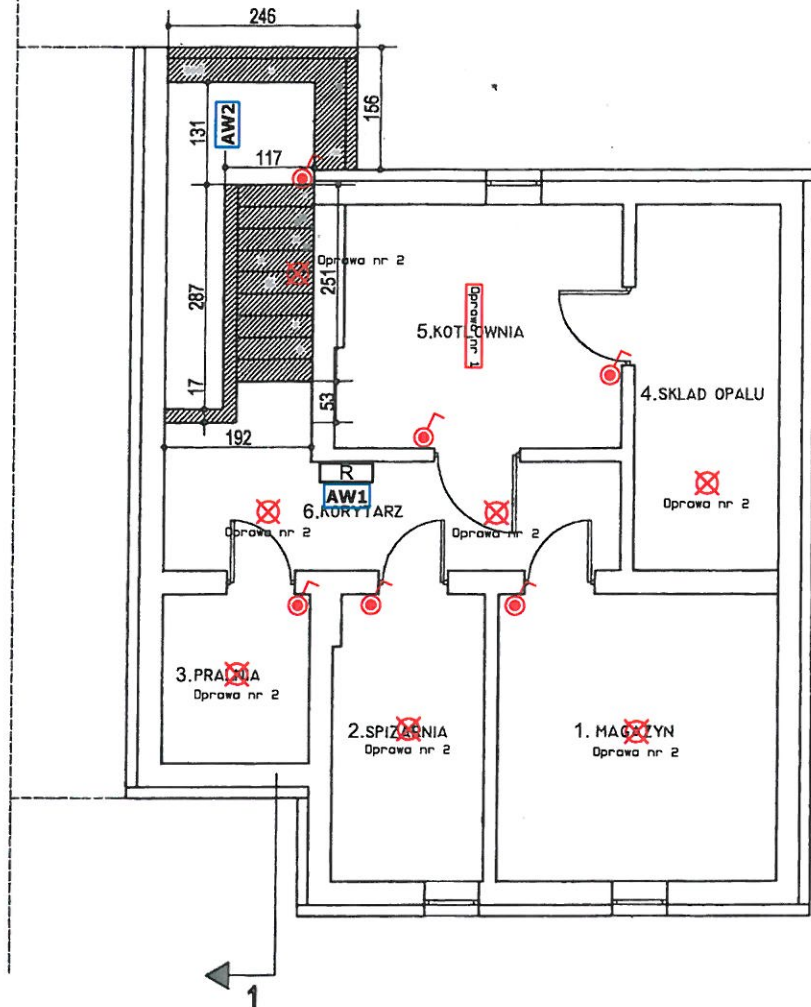 246
156
131
AW2
117
Oprawa nr 2
251
287
5.KOTŁOWNIA
Oprawa nr 1
17
53
4.SKLAD OPALU
192
R
AW1
6.KORYTARZ
Oprawa nr 2
Oprawa nr 2
Oprawa nr 2
3.PRALNIA
Oprawa nr 2
2.SPIZARNIA
Oprawa nr 2
1. MAGAZYN
Oprawa nr 2
1